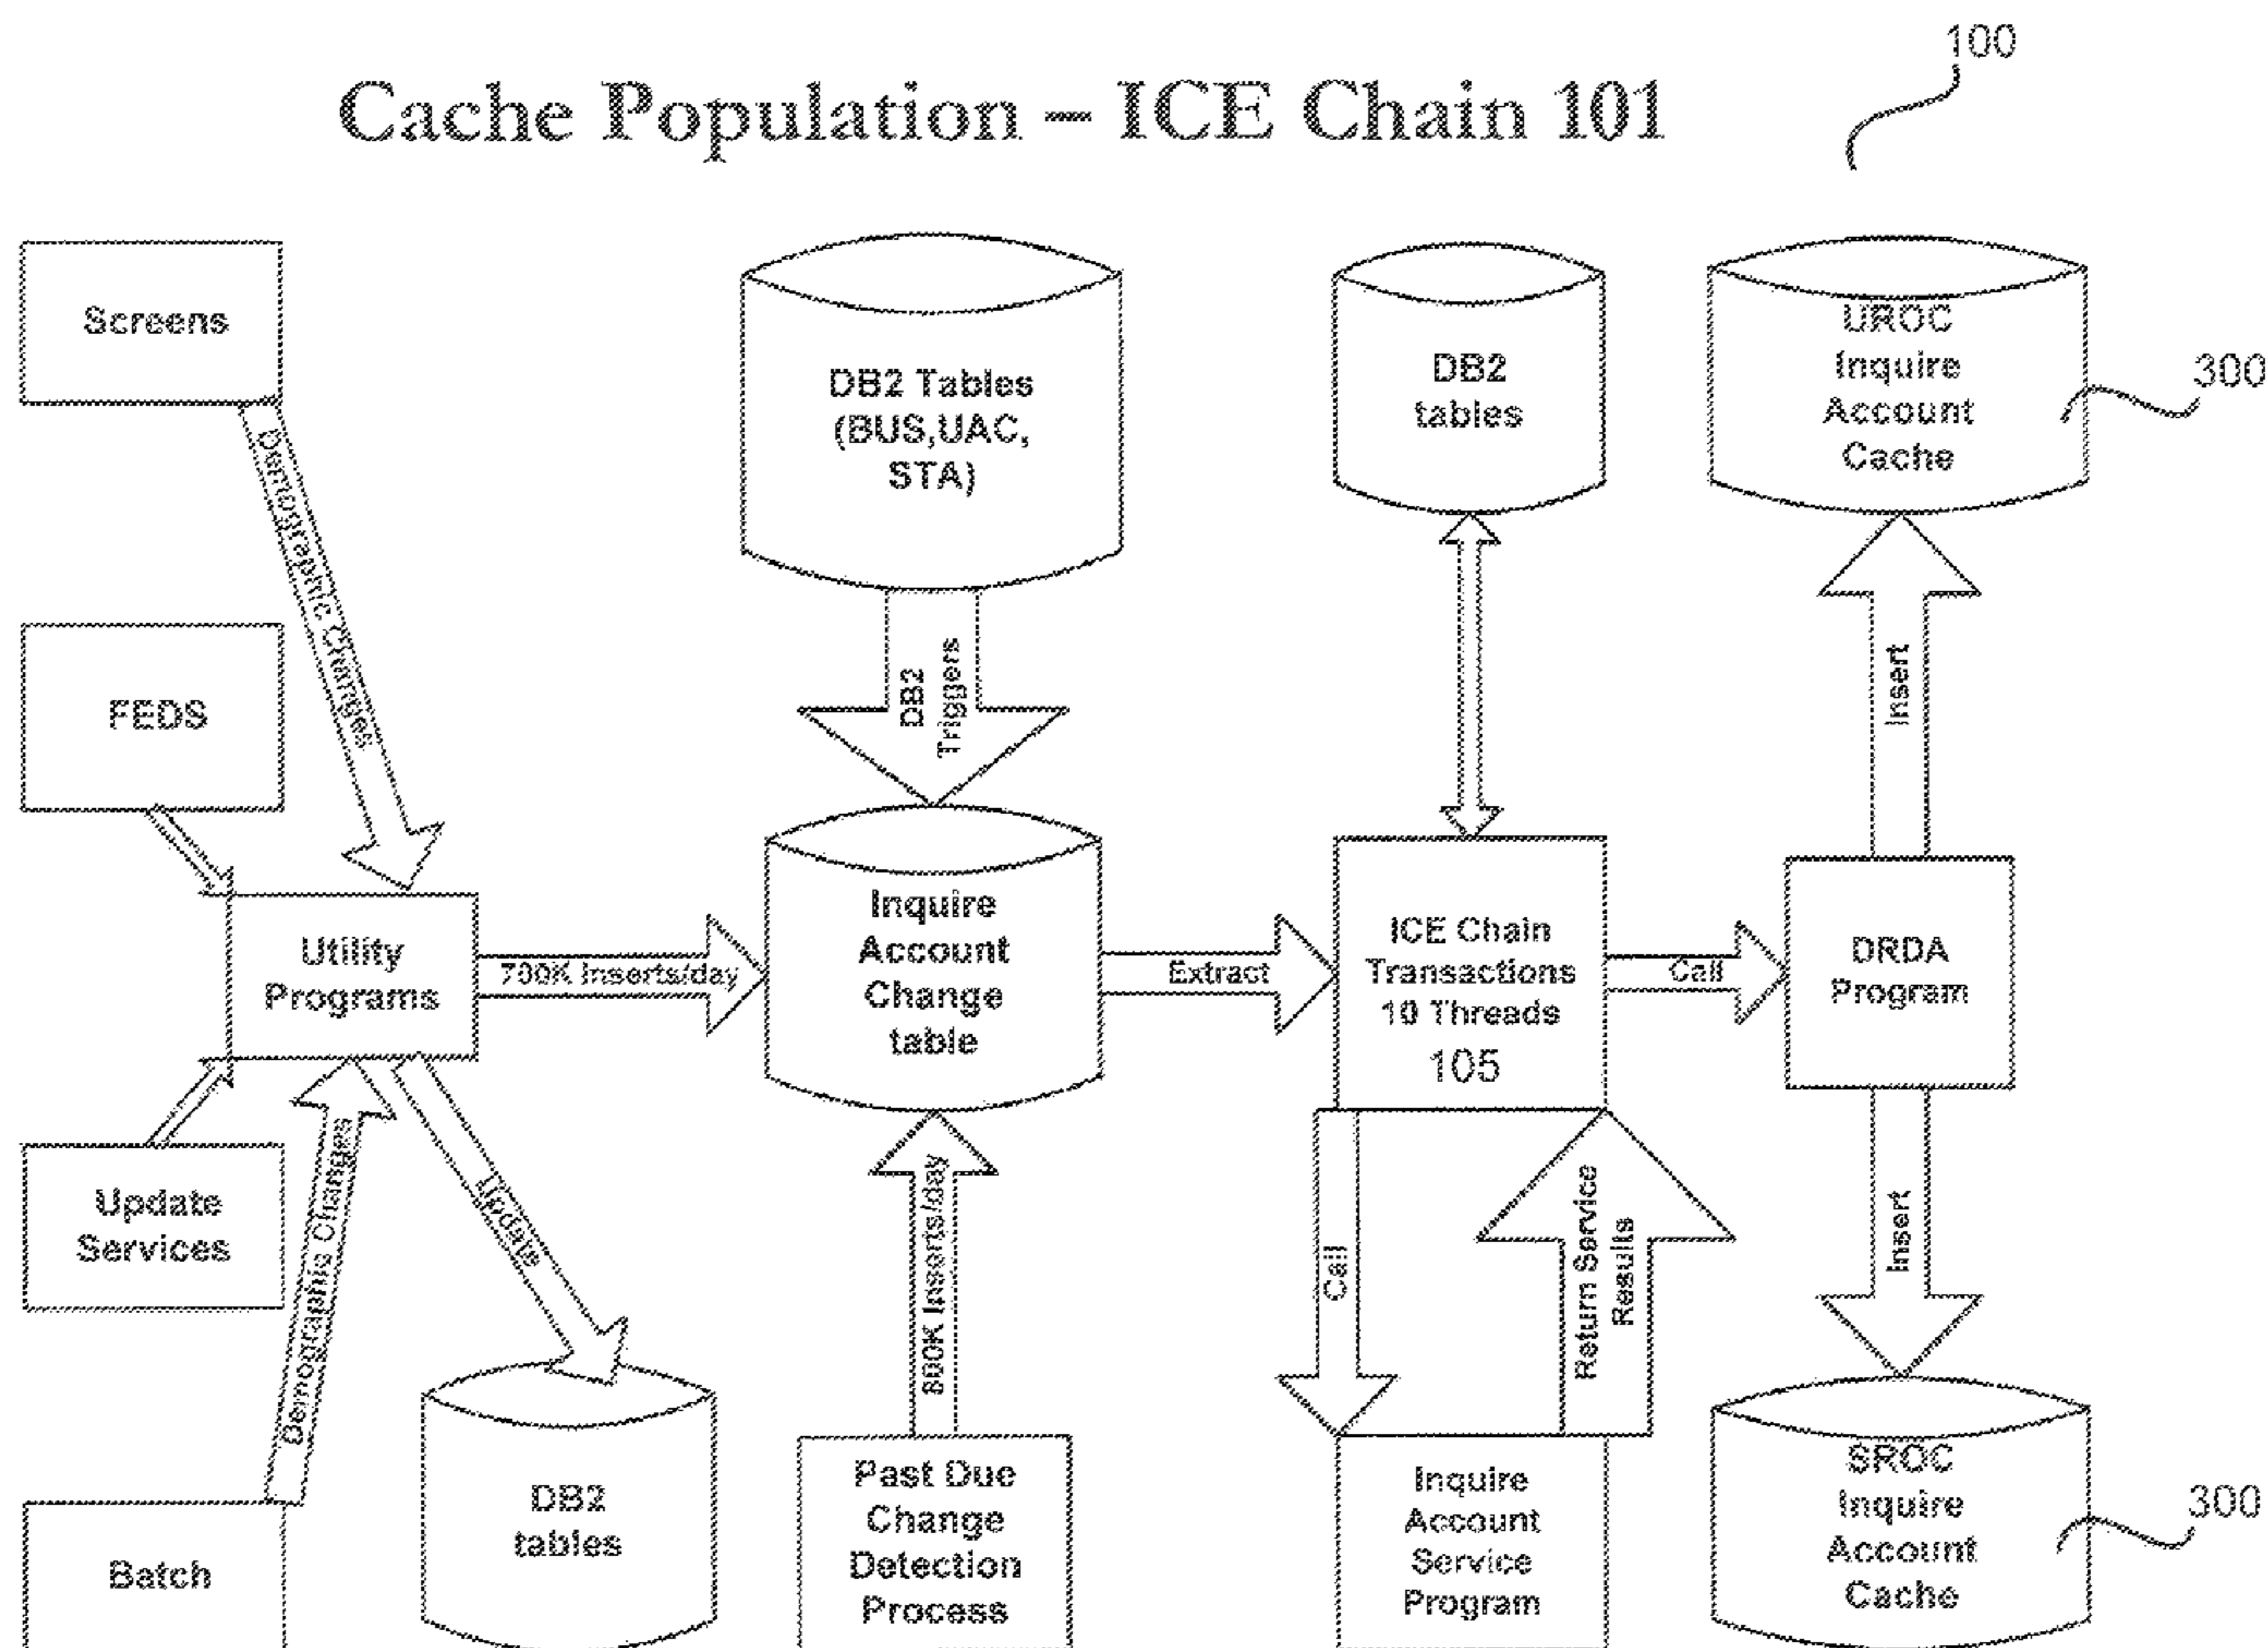 100
Cache Population – ICE Chain 101
Screens
DB2 Tables
(BUS,UAC,
STA)
DB2
tables
UROC
Inquire
Account
Cache
300
Demographic Changes
FEDS
DB2
Triggers
Insert
Utility
Programs
700K Inserts/day
Inquire
Account
Change
table
Extract
ICE Chain
Transactions
10 Threads
105
Call
DRDA
Program
Update
Services
Demographic Changes
Update
800K Inserts/day
Call
Return Service
Results
Insert
Batch
DB2
tables
Past Due
Change
Detection
Process
Inquire
Account
Service
Program
SROC
Inquire
Account
Cache
300